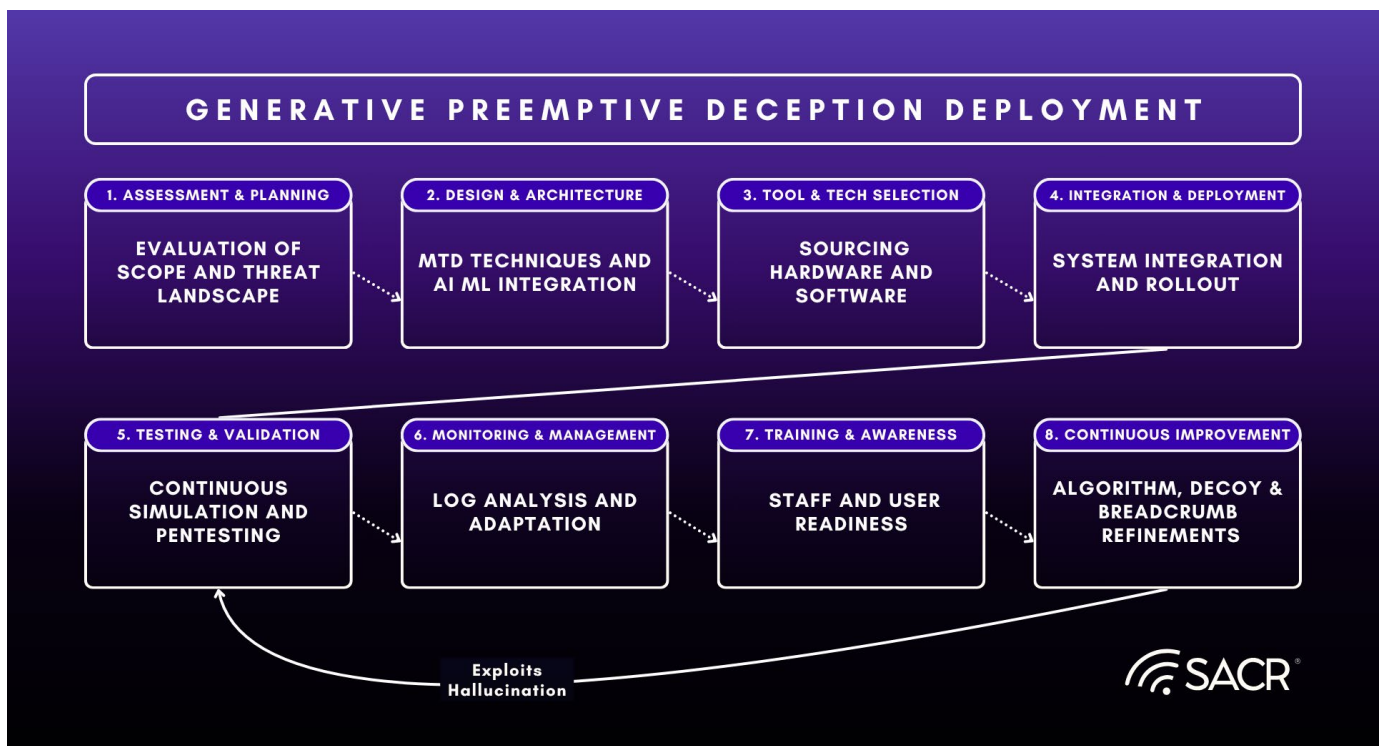 GENERATIVE PREEMPTIVE DECEPTION DEPLOYMENT
1. ASSESSMENT & PLANNING
EVALUATION OF
SCOPE AND THREAT
LANDSCAPE
2. DESIGN & ARCHITECTURE
MTD TECHNIQUES AND
AI ML INTEGRATION
3. TOOL & TECH SELECTION
SOURCING
HARDWARE AND
SOFTWARE
4. INTEGRATION & DEPLOYMENT
SYSTEM INTEGRATION
AND ROLLOUT
5. TESTING & VALIDATION
CONTINUOUS
SIMULATION AND
PENTESTING
6. MONITORING & MANAGEMENT
LOG ANALYSIS AND
ADAPTATION
7. TRAINING & AWARENESS
STAFF AND USER
READINESS
8. CONTINUOUS IMPROVEMENT
ALGORITHM, DECOY &
BREADCRUMB
REFINEMENTS
Exploits
Hallucination
SACR®